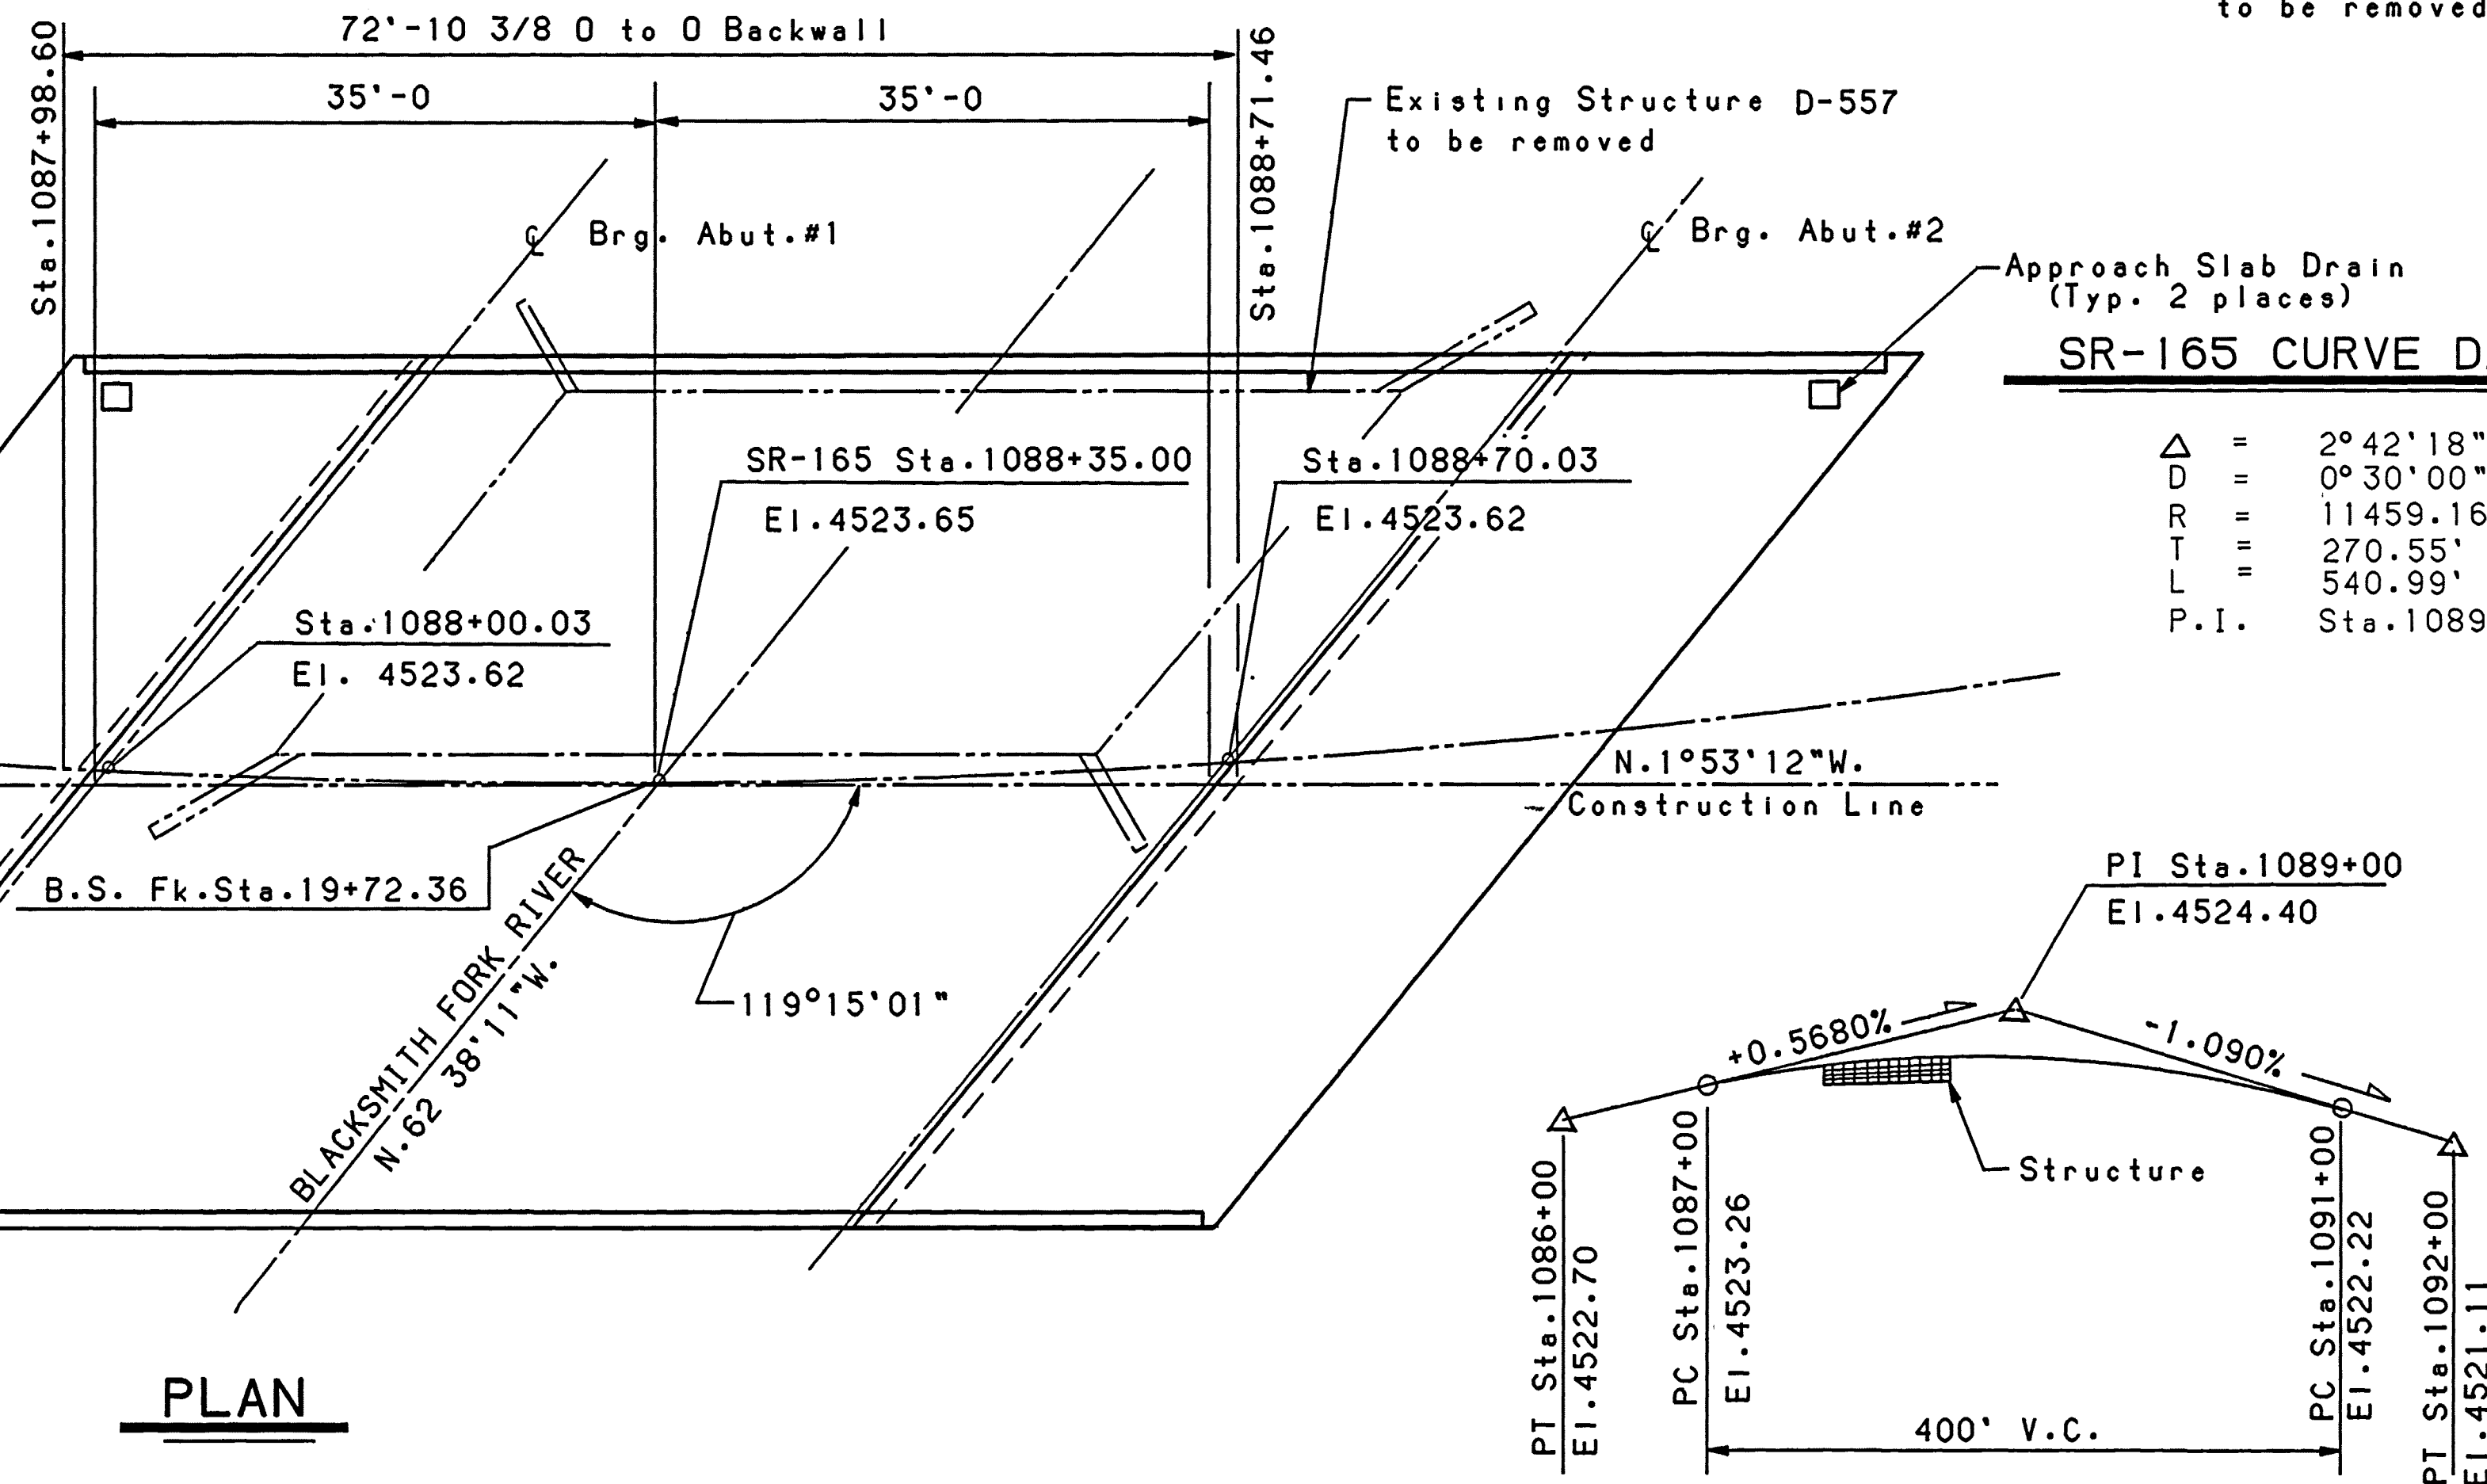 to be removed
72'-10 3/8 O to O Backwall
Sta.1087+98.60
35'-0
35'-0
Sta.1088+71.46
Existing Structure D-557
to be removed
℄ Brg. Abut.#1
℄ Brg. Abut.#2
Approach Slab Drain
(Typ. 2 places)
SR-165 CURVE
△ = 2°42'18"
D = 0°30'00"
R = 11459.16
T = 270.55'
L = 540.99'
P.I. Sta.1089
SR-165 Sta.1088+35.00
El.4523.65
Sta.1088+70.03
El.4523.62
Sta.1088+00.03
El. 4523.62
N.1°53'12"W.
Construction Line
B.S. Fk.Sta.19+72.36
BLACKSMITH FORK RIVER
N.62 38'11"W.
119°15'01"
PI Sta.1089+00
El.4524.40
+0.5680%
-1.090%
Structure
PT Sta.1086+00
El.4522.70
PC Sta.1087+00
El.4523.26
PC Sta.1091+00
El.4522.22
PT Sta.1092+00
El.4521.11
400' V.C.
PLAN